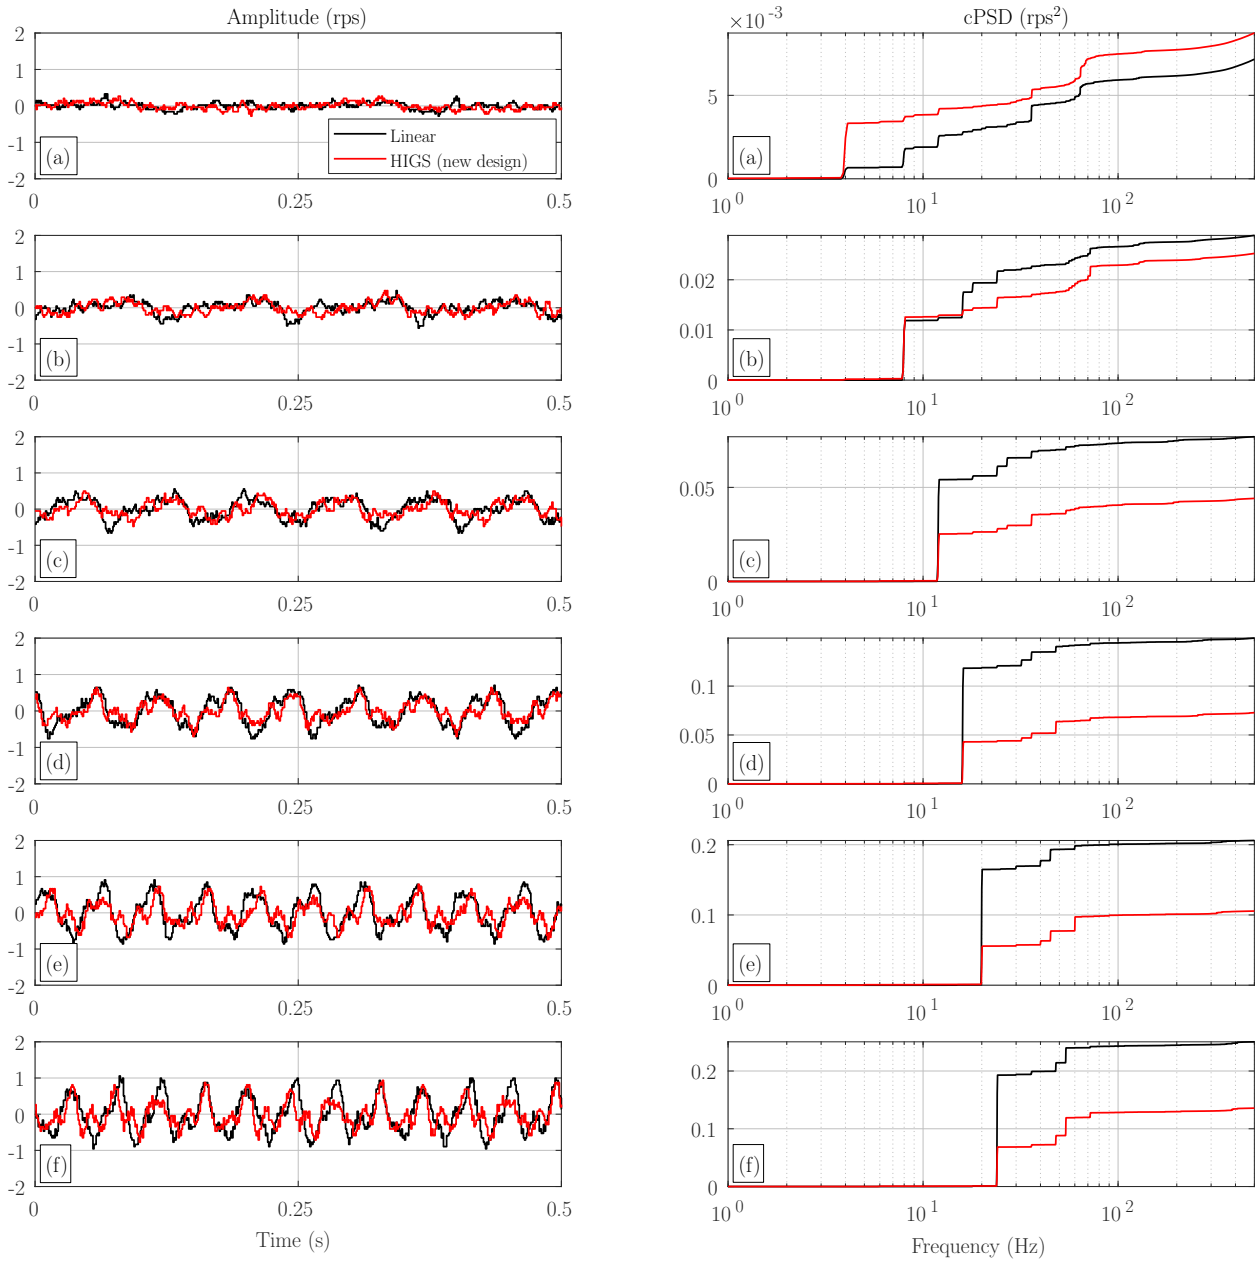 Amplitude (rps)
2
1
0
-1
-2
(a)
Linear
HIGS (new design)
0 0.25 0.5
2
1
0
-1
-2
(b)
0 0.25 0.5
2
1
0
-1
-2
(c)
0 0.25 0.5
2
1
0
-1
-2
(d)
0 0.25 0.5
2
1
0
-1
-2
(e)
0 0.25 0.5
2
1
0
-1
-2
(f)
0 0.25 0.5
Time (s)
×10⁻³ cPSD (rps²)
5
0
(a)
10⁰ 10¹ 10²
0.02
0.01
0
(b)
10⁰ 10¹ 10²
0.05
0
(c)
10⁰ 10¹ 10²
0.1
0.05
0
(d)
10⁰ 10¹ 10²
0.2
0.1
0
(e)
10⁰ 10¹ 10²
0.2
0.1
0
(f)
10⁰ 10¹ 10²
Frequency (Hz)